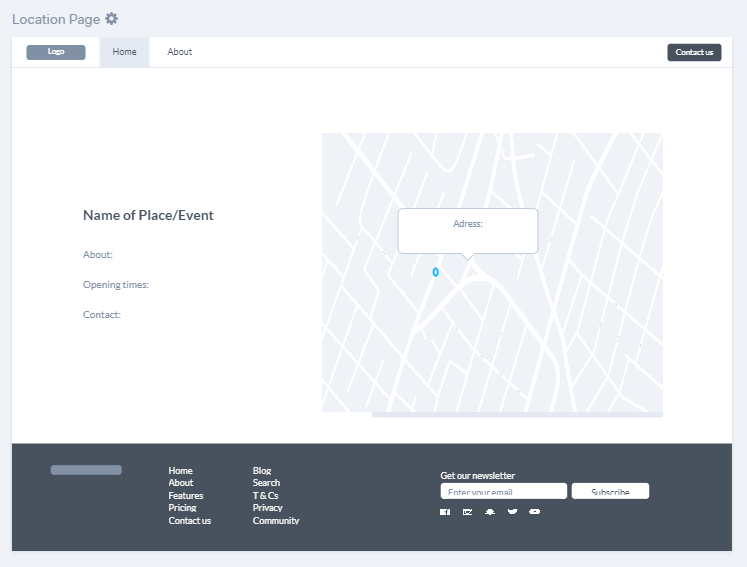 Location Page
Logo
Home
About
Contact us
Name of Place/Event
About:
Opening times:
Contact:
Adress:
Home
About
Features
Pricing
Contact us
Blog
Search
T & Cs
Privacy
Community
Get our newsletter
Enter your email
Subscribe